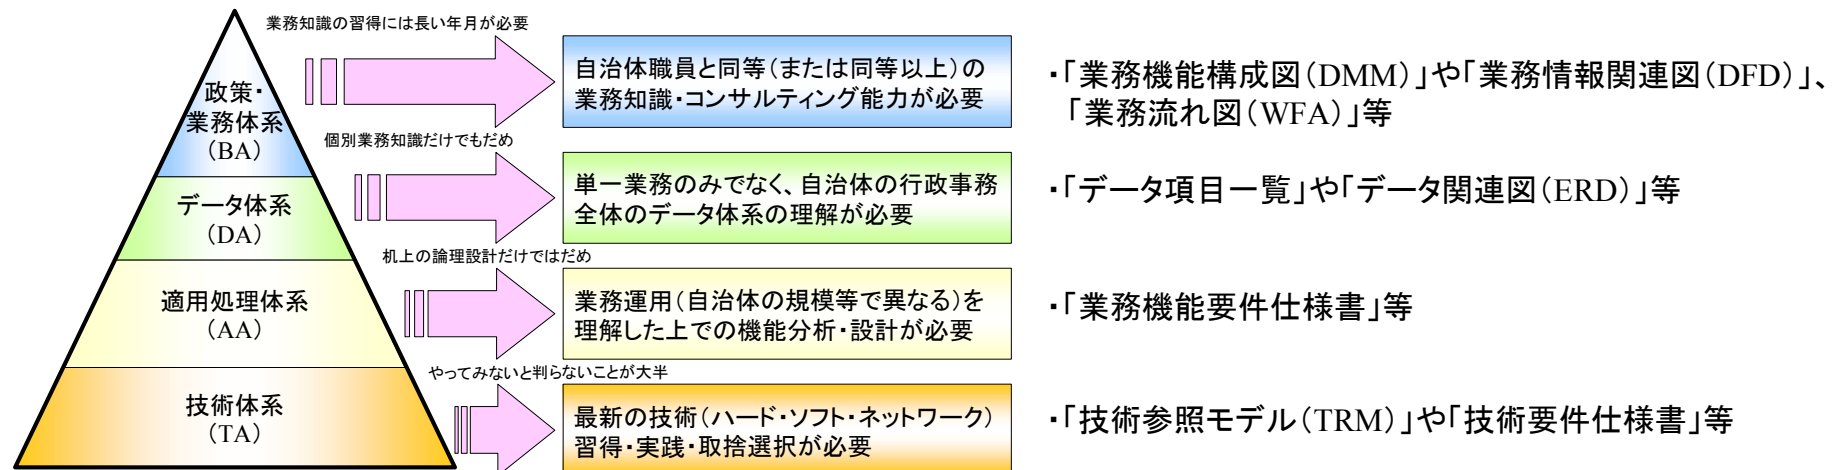 業務知識の習得には長い年月が必要
政策・
業務体系
（BA）
自治体職員と同等（または同等以上）の
業務知識・コンサルティング能力が必要
・「業務機能構成図（DMM）」や「業務情報関連図（DFD）」、
「業務流れ図（WFA）」等
個別業務知識だけでもだめ
データ体系
（DA）
単一業務のみでなく、自治体の行政事務
全体のデータ体系の理解が必要
・「データ項目一覧」や「データ関連図（ERD）」等
机上の論理設計だけではだめ
適用処理体系
（AA）
業務運用（自治体の規模等で異なる）を
理解した上での機能分析・設計が必要
・「業務機能要件仕様書」等
やってみないと判らないことが大半
技術体系
（TA）
最新の技術（ハード・ソフト・ネットワーク）
習得・実践・取捨選択が必要
・「技術参照モデル（TRM）」や「技術要件仕様書」等